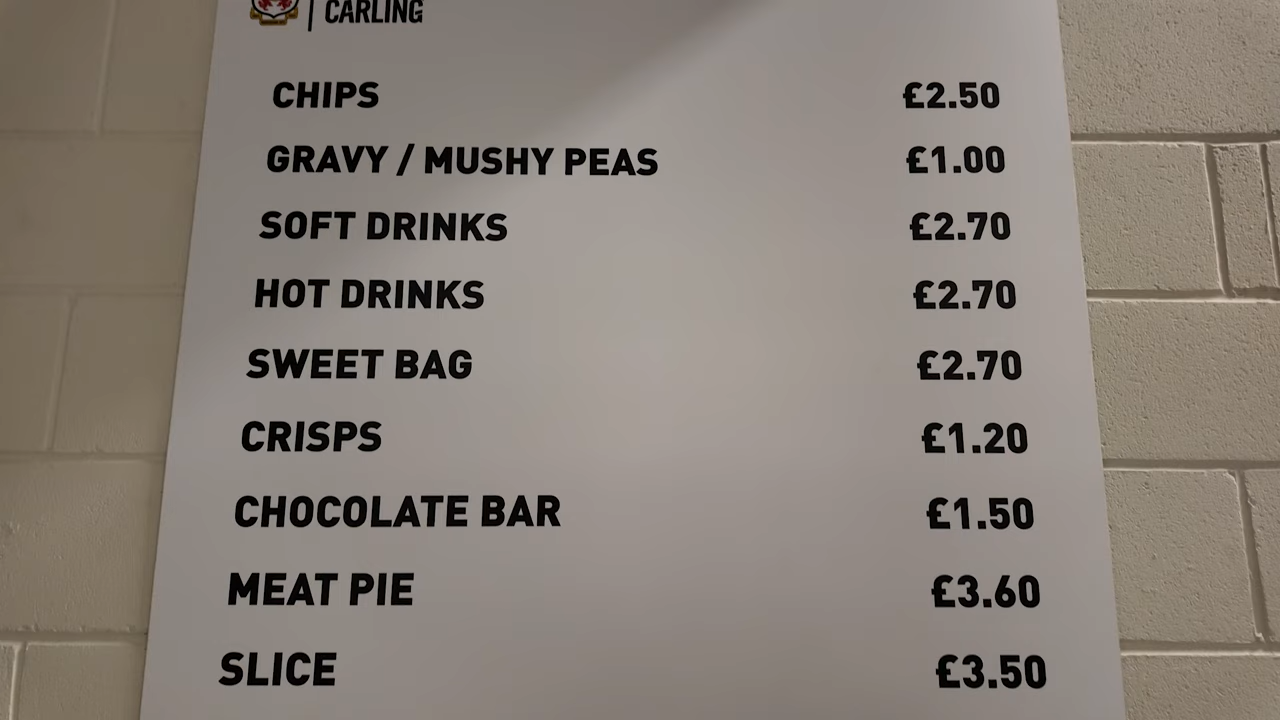 CARLING
CHIPS £2.50
GRAVY / MUSHY PEAS £1.00
SOFT DRINKS £2.70
HOT DRINKS £2.70
SWEET BAG £2.70
CRISPS £1.20
CHOCOLATE BAR £1.50
MEAT PIE £3.60
SLICE £3.50